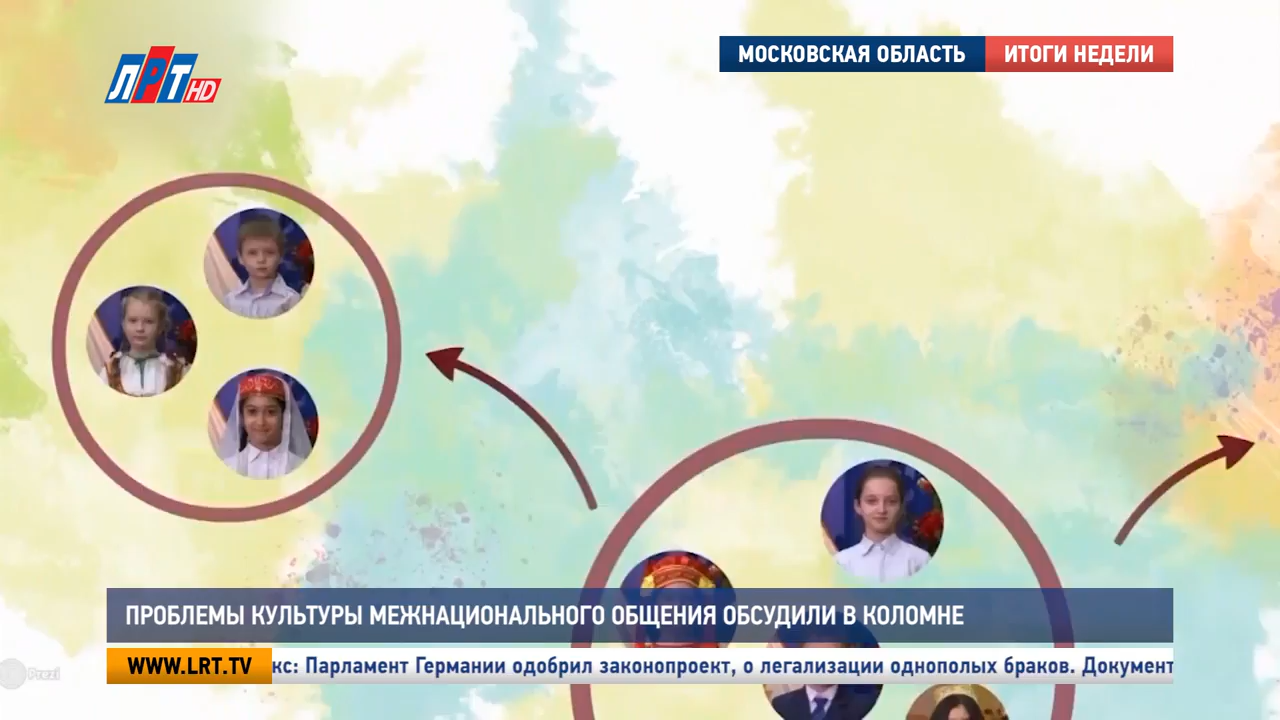 ЛРТ HD
МОСКОВСКАЯ ОБЛАСТЬ ИТОГИ НЕДЕЛИ
ПРОБЛЕМЫ КУЛЬТУРЫ МЕЖНАЦИОНАЛЬНОГО ОБЩЕНИЯ ОБСУДИЛИ В КОЛОМНЕ
WWW.LRT.TV кс: Парламент Германии одобрил законопроект, о легализации однополых браков. Документ
Prezi